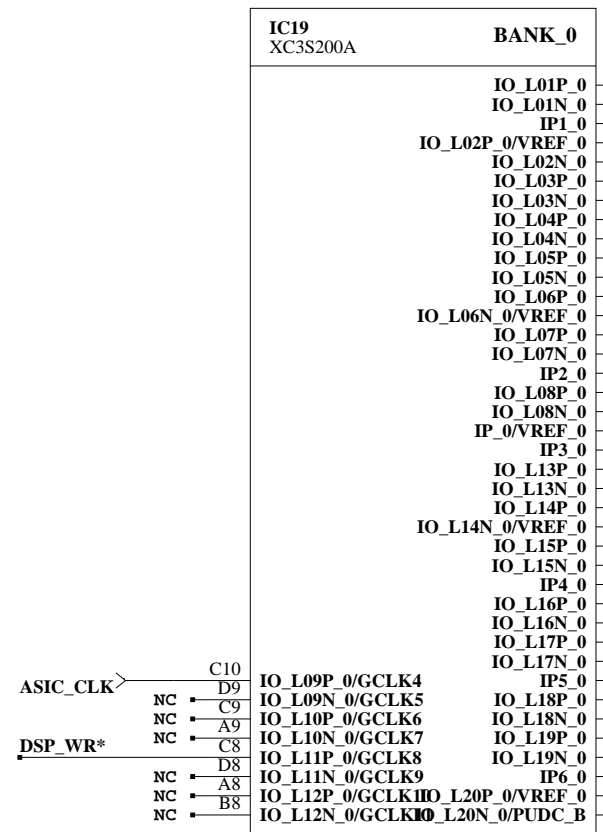 IC19
XC3S200A
BANK_0
IO_L01P_0
IO_L01N_0
IP1_0
IO_L02P_0/VREF_0
IO_L02N_0
IO_L03P_0
IO_L03N_0
IO_L04P_0
IO_L04N_0
IO_L05P_0
IO_L05N_0
IO_L06P_0
IO_L06N_0/VREF_0
IO_L07P_0
IO_L07N_0
IP2_0
IO_L08P_0
IO_L08N_0
IP_0/VREF_0
IP3_0
IO_L13P_0
IO_L13N_0
IO_L14P_0
IO_L14N_0/VREF_0
IO_L15P_0
IO_L15N_0
IP4_0
IO_L16P_0
IO_L16N_0
IO_L17P_0
IO_L17N_0
ASIC_CLK C10 IO_L09P_0/GCLK4 IP5_0
NC D9 IO_L09N_0/GCLK5 IO_L18P_0
NC C9 IO_L10P_0/GCLK6 IO_L18N_0
NC A9 IO_L10N_0/GCLK7 IO_L19P_0
DSP_WR* C8 IO_L11P_0/GCLK8 IO_L19N_0
NC D8 IO_L11N_0/GCLK9 IP6_0
NC A8 IO_L12P_0/GCLK10 IO_L20P_0/VREF_0
NC B8 IO_L12N_0/GCLK11 IO_L20N_0/PUDC_B